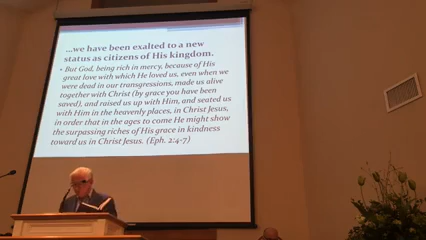 ...we have been exalted to a new
status as citizens of His kingdom.
• But God, being rich in mercy, because of His
great love with which He loved us, even when we
were dead in our transgressions, made us alive
together with Christ (by grace you have been
saved), and raised us up with Him, and seated us
with Him in the heavenly places, in Christ Jesus,
in order that in the ages to come He might show
the surpassing riches of His grace in kindness
toward us in Christ Jesus. (Eph. 2:4-7)